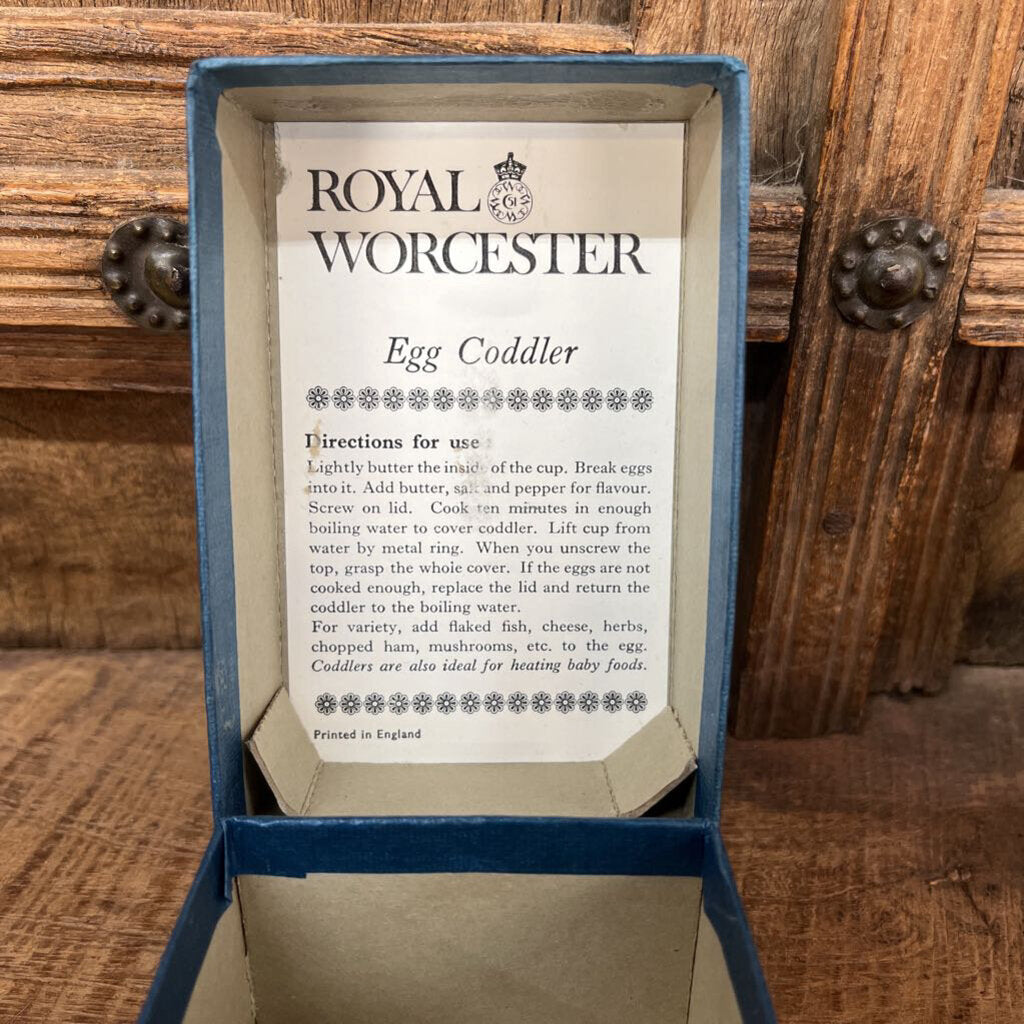 ROYAL
WORCESTER
51
Egg Coddler
Directions for use :
Lightly butter the inside of the cup. Break eggs
into it. Add butter, salt and pepper for flavour.
Screw on lid. Cook ten minutes in enough
boiling water to cover coddler. Lift cup from
water by metal ring. When you unscrew the
top, grasp the whole cover. If the eggs are not
cooked enough, replace the lid and return the
coddler to the boiling water.
For variety, add flaked fish, cheese, herbs,
chopped ham, mushrooms, etc. to the egg.
Coddlers are also ideal for heating baby foods.
Printed in England